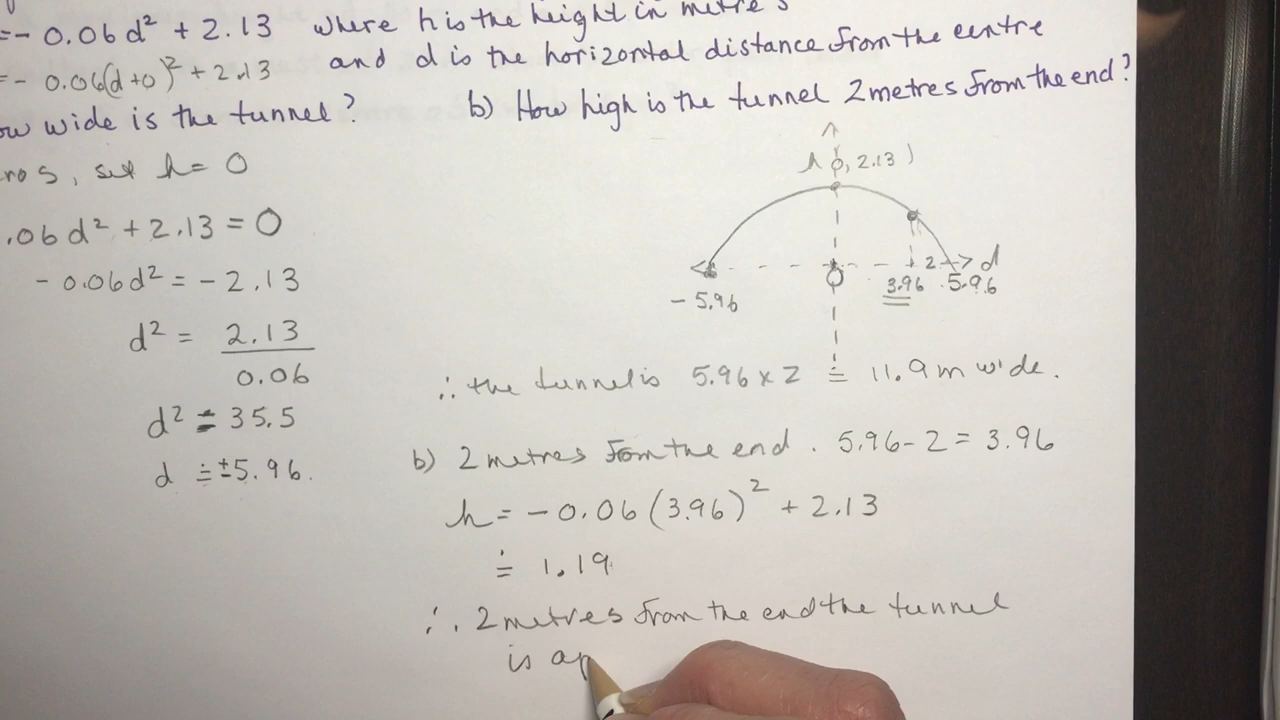 = - 0.06d² + 2.13 where h is the height in metres
= - 0.06(d+0)² + 2.13 and d is the horizontal distance from the centre
ow wide is the tunnel? b) How high is the tunnel 2 metres from the end?
ros, set h = 0
.06d² + 2.13 = 0
- 0.06d² = - 2.13
d² = 2.13
0.06
d² = 35.5
d ≐ ±5.96.
h (0, 2.13)
2 d
- 5.96 0 3.96 5.96
∴ the tunnel is 5.96 x 2 ≐ 11.9 m wide.
b) 2 metres from the end. 5.96 - 2 = 3.96
h = - 0.06 (3.96)² + 2.13
≐ 1.19
∴ 2 metres from the end the tunnel
is ap